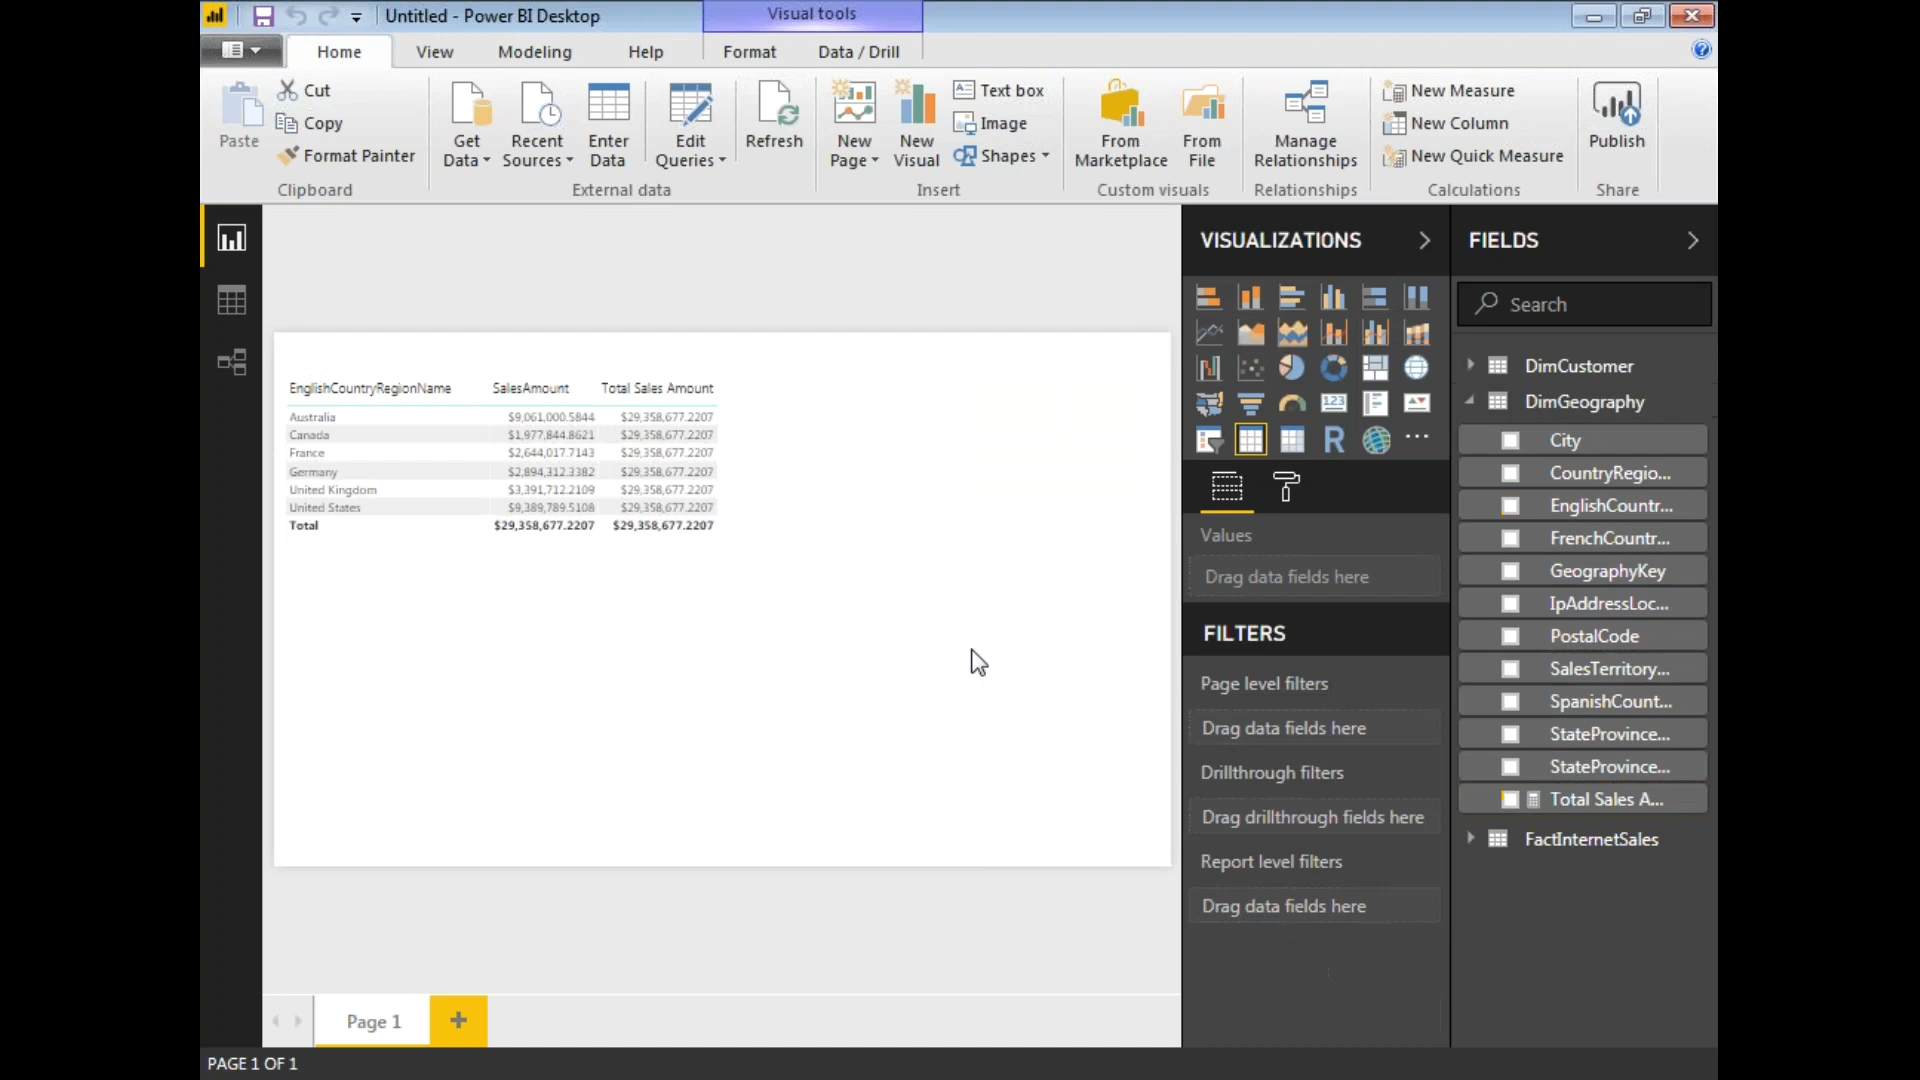 Untitled - Power BI Desktop
Visual tools
Home
View
Modeling
Help
Format
Data / Drill
Paste
Cut
Copy
Format Painter
Clipboard
Get Data
Recent Sources
Enter Data
Edit Queries
Refresh
External data
New Page
New Visual
Text box
Image
Shapes
Insert
From Marketplace
From File
Custom visuals
Manage Relationships
Relationships
New Measure
New Column
New Quick Measure
Calculations
Publish
Share
EnglishCountryRegionName SalesAmount Total Sales Amount
Australia $9,061,000.5844 $29,358,677.2207
Canada $1,977,844.8621 $29,358,677.2207
France $2,644,017.7143 $29,358,677.2207
Germany $2,894,312.3382 $29,358,677.2207
United Kingdom $3,391,712.2109 $29,358,677.2207
United States $9,389,789.5108 $29,358,677.2207
Total $29,358,677.2207 $29,358,677.2207
VISUALIZATIONS
123
R
Values
Drag data fields here
FILTERS
Page level filters
Drag data fields here
Drillthrough filters
Drag drillthrough fields here
Report level filters
Drag data fields here
FIELDS
Search
DimCustomer
DimGeography
City
CountryRegio...
EnglishCountr...
FrenchCountr...
GeographyKey
IpAddressLoc...
PostalCode
SalesTerritory...
SpanishCount...
StateProvince...
StateProvince...
Total Sales A...
FactInternetSales
Page 1
PAGE 1 OF 1